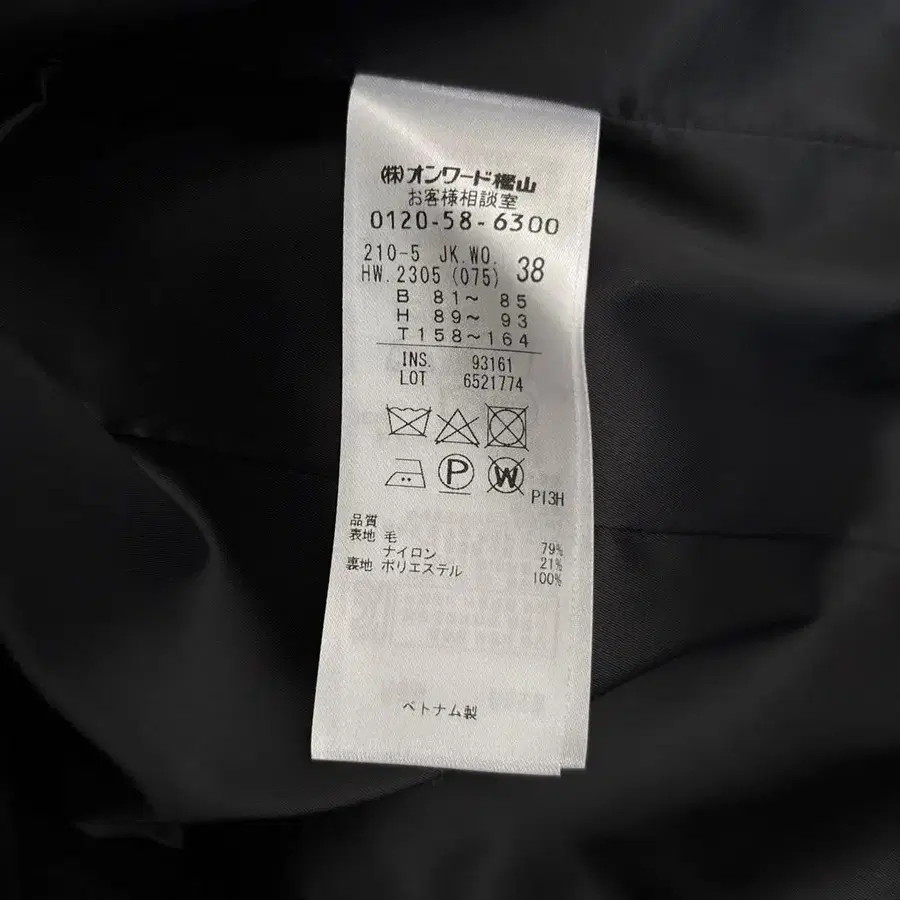 (株)オンワード樫山
お客様相談室
0120-58-6300
210-5 JK.WO. 38
HW.2305(075)
B 81～ 85
H 89～ 93
T158～164
INS. 93161
LOT 6521774
P W
PI3H
品質
表地 毛 79%
ナイロン 21%
裏地 ポリエステル 100%
ベトナム製